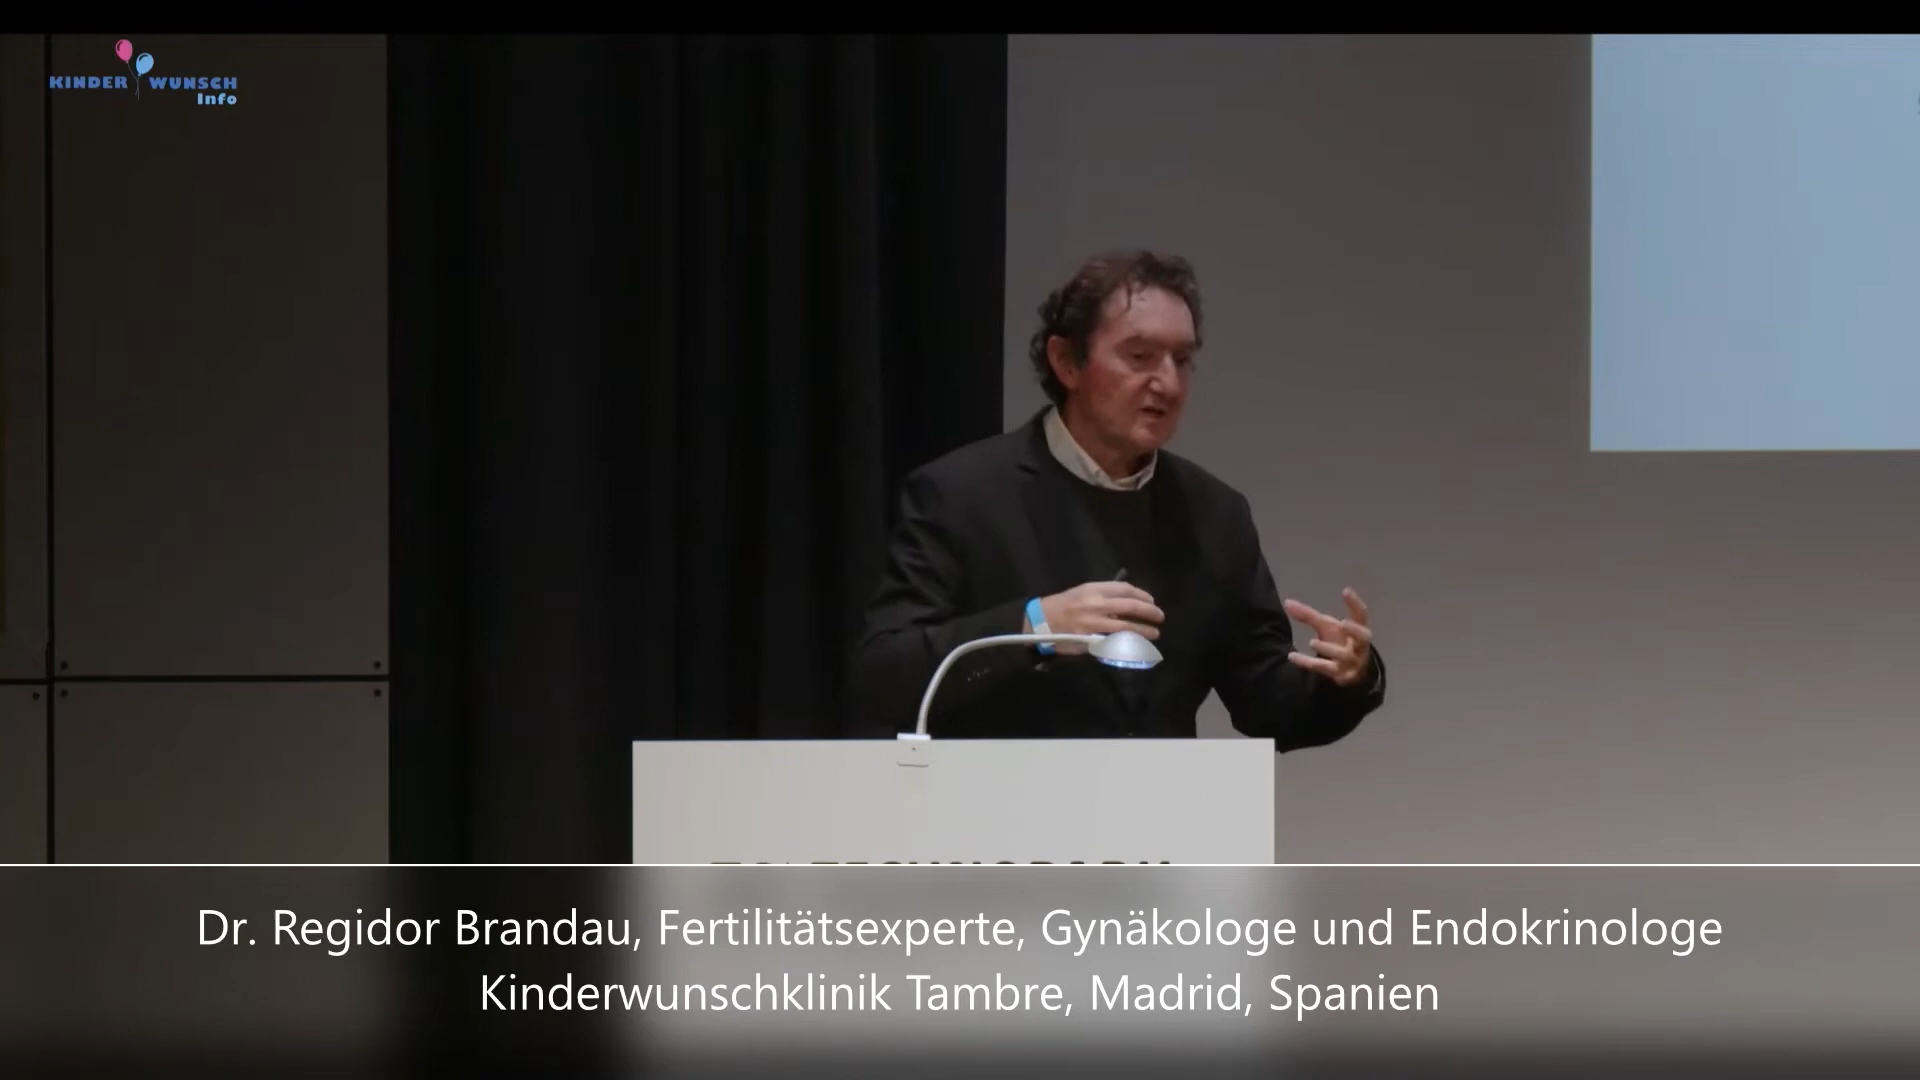 KINDER WUNSCH
Info
Dr. Regidor Brandau, Fertilitätsexperte, Gynäkologe und Endokrinologe
Kinderwunschklinik Tambre, Madrid, Spanien